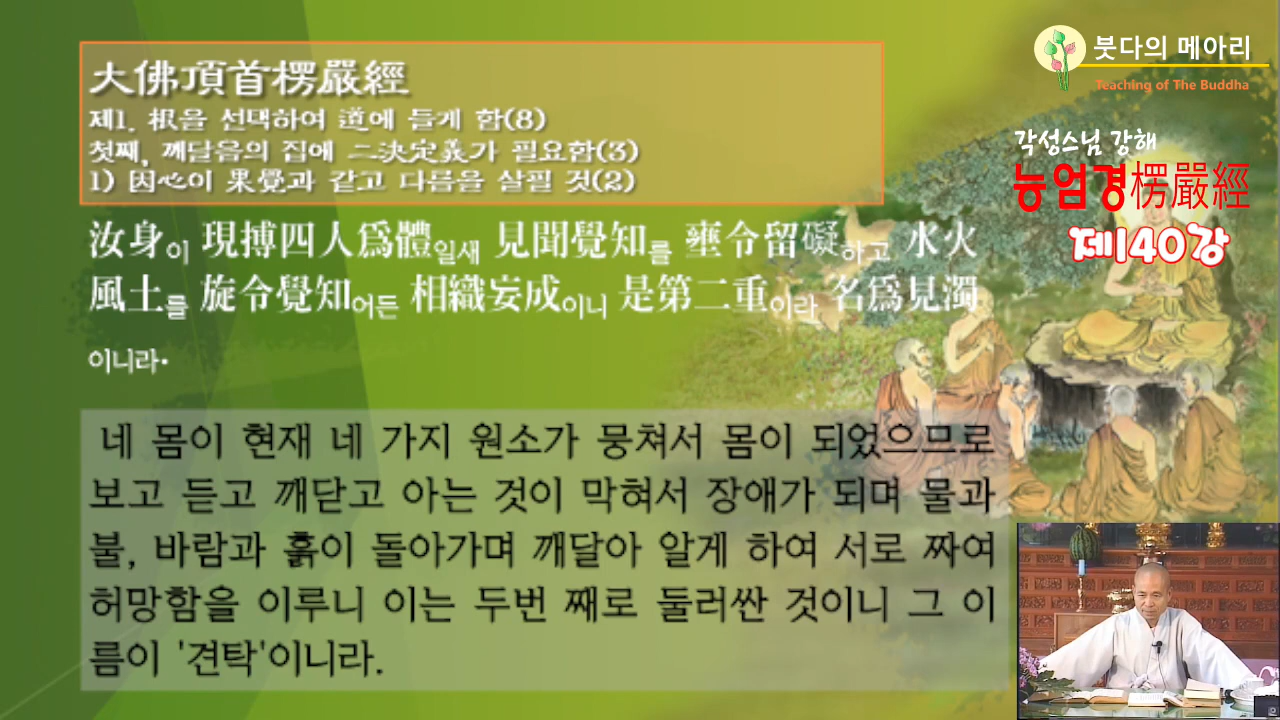 大佛頂首楞嚴經
제1. 根을 선택하여 道에 들게 함(8)
첫째, 깨달음의 집에 二決定義가 필요함(3)
1) 因心이 果覺과 같고 다름을 살필 것(2)
汝身이 現搏四人爲體일새 見聞覺知를 壅令留礙하고 水火
風土를 旋令覺知어든 相織妄成이니 是第二重이라 名爲見濁
이니라·
네 몸이 현재 네 가지 원소가 뭉쳐서 몸이 되었으므로
보고 듣고 깨닫고 아는 것이 막혀서 장애가 되며 물과
불, 바람과 흙이 돌아가며 깨달아 알게 하여 서로 짜여
허망함을 이루니 이는 두번 째로 둘러싼 것이니 그 이
름이 '견탁'이니라.
붓다의 메아리
Teaching of The Buddha
각성스님 강해
능엄경楞嚴經
제140강